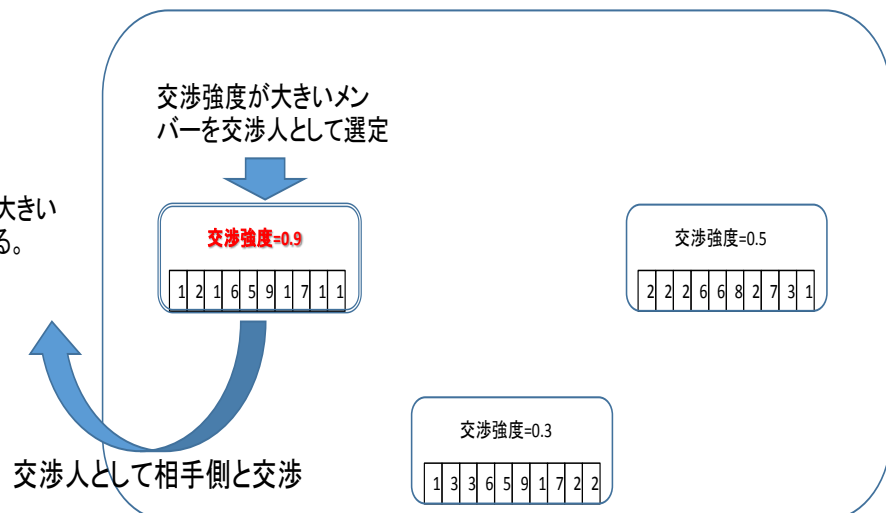 交渉強度が大きいメン
バーを交渉人として選定
大きい
る。
交渉強度=0.9
1 2 1 6 5 9 1 7 1 1
交渉強度=0.5
2 2 2 6 6 8 2 7 3 1
交渉強度=0.3
1 3 3 6 5 9 1 7 2 2
交渉人として相手側と交渉